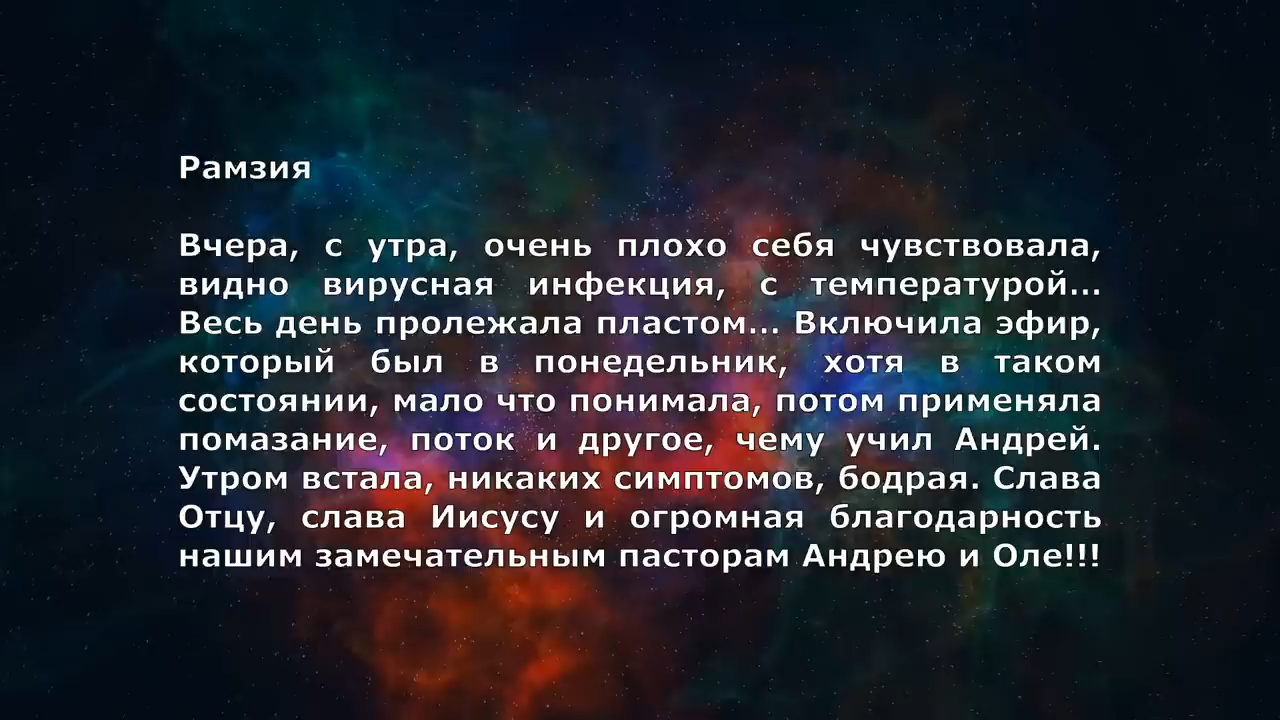 Рамзия
Вчера, с утра, очень плохо себя чувствовала,
видно вирусная инфекция, с температурой...
Весь день пролежала пластом... Включила эфир,
который был в понедельник, хотя в таком
состоянии, мало что понимала, потом применяла
помазание, поток и другое, чему учил Андрей.
Утром встала, никаких симптомов, бодрая. Слава
Отцу, слава Иисусу и огромная благодарность
нашим замечательным пасторам Андрею и Оле!!!